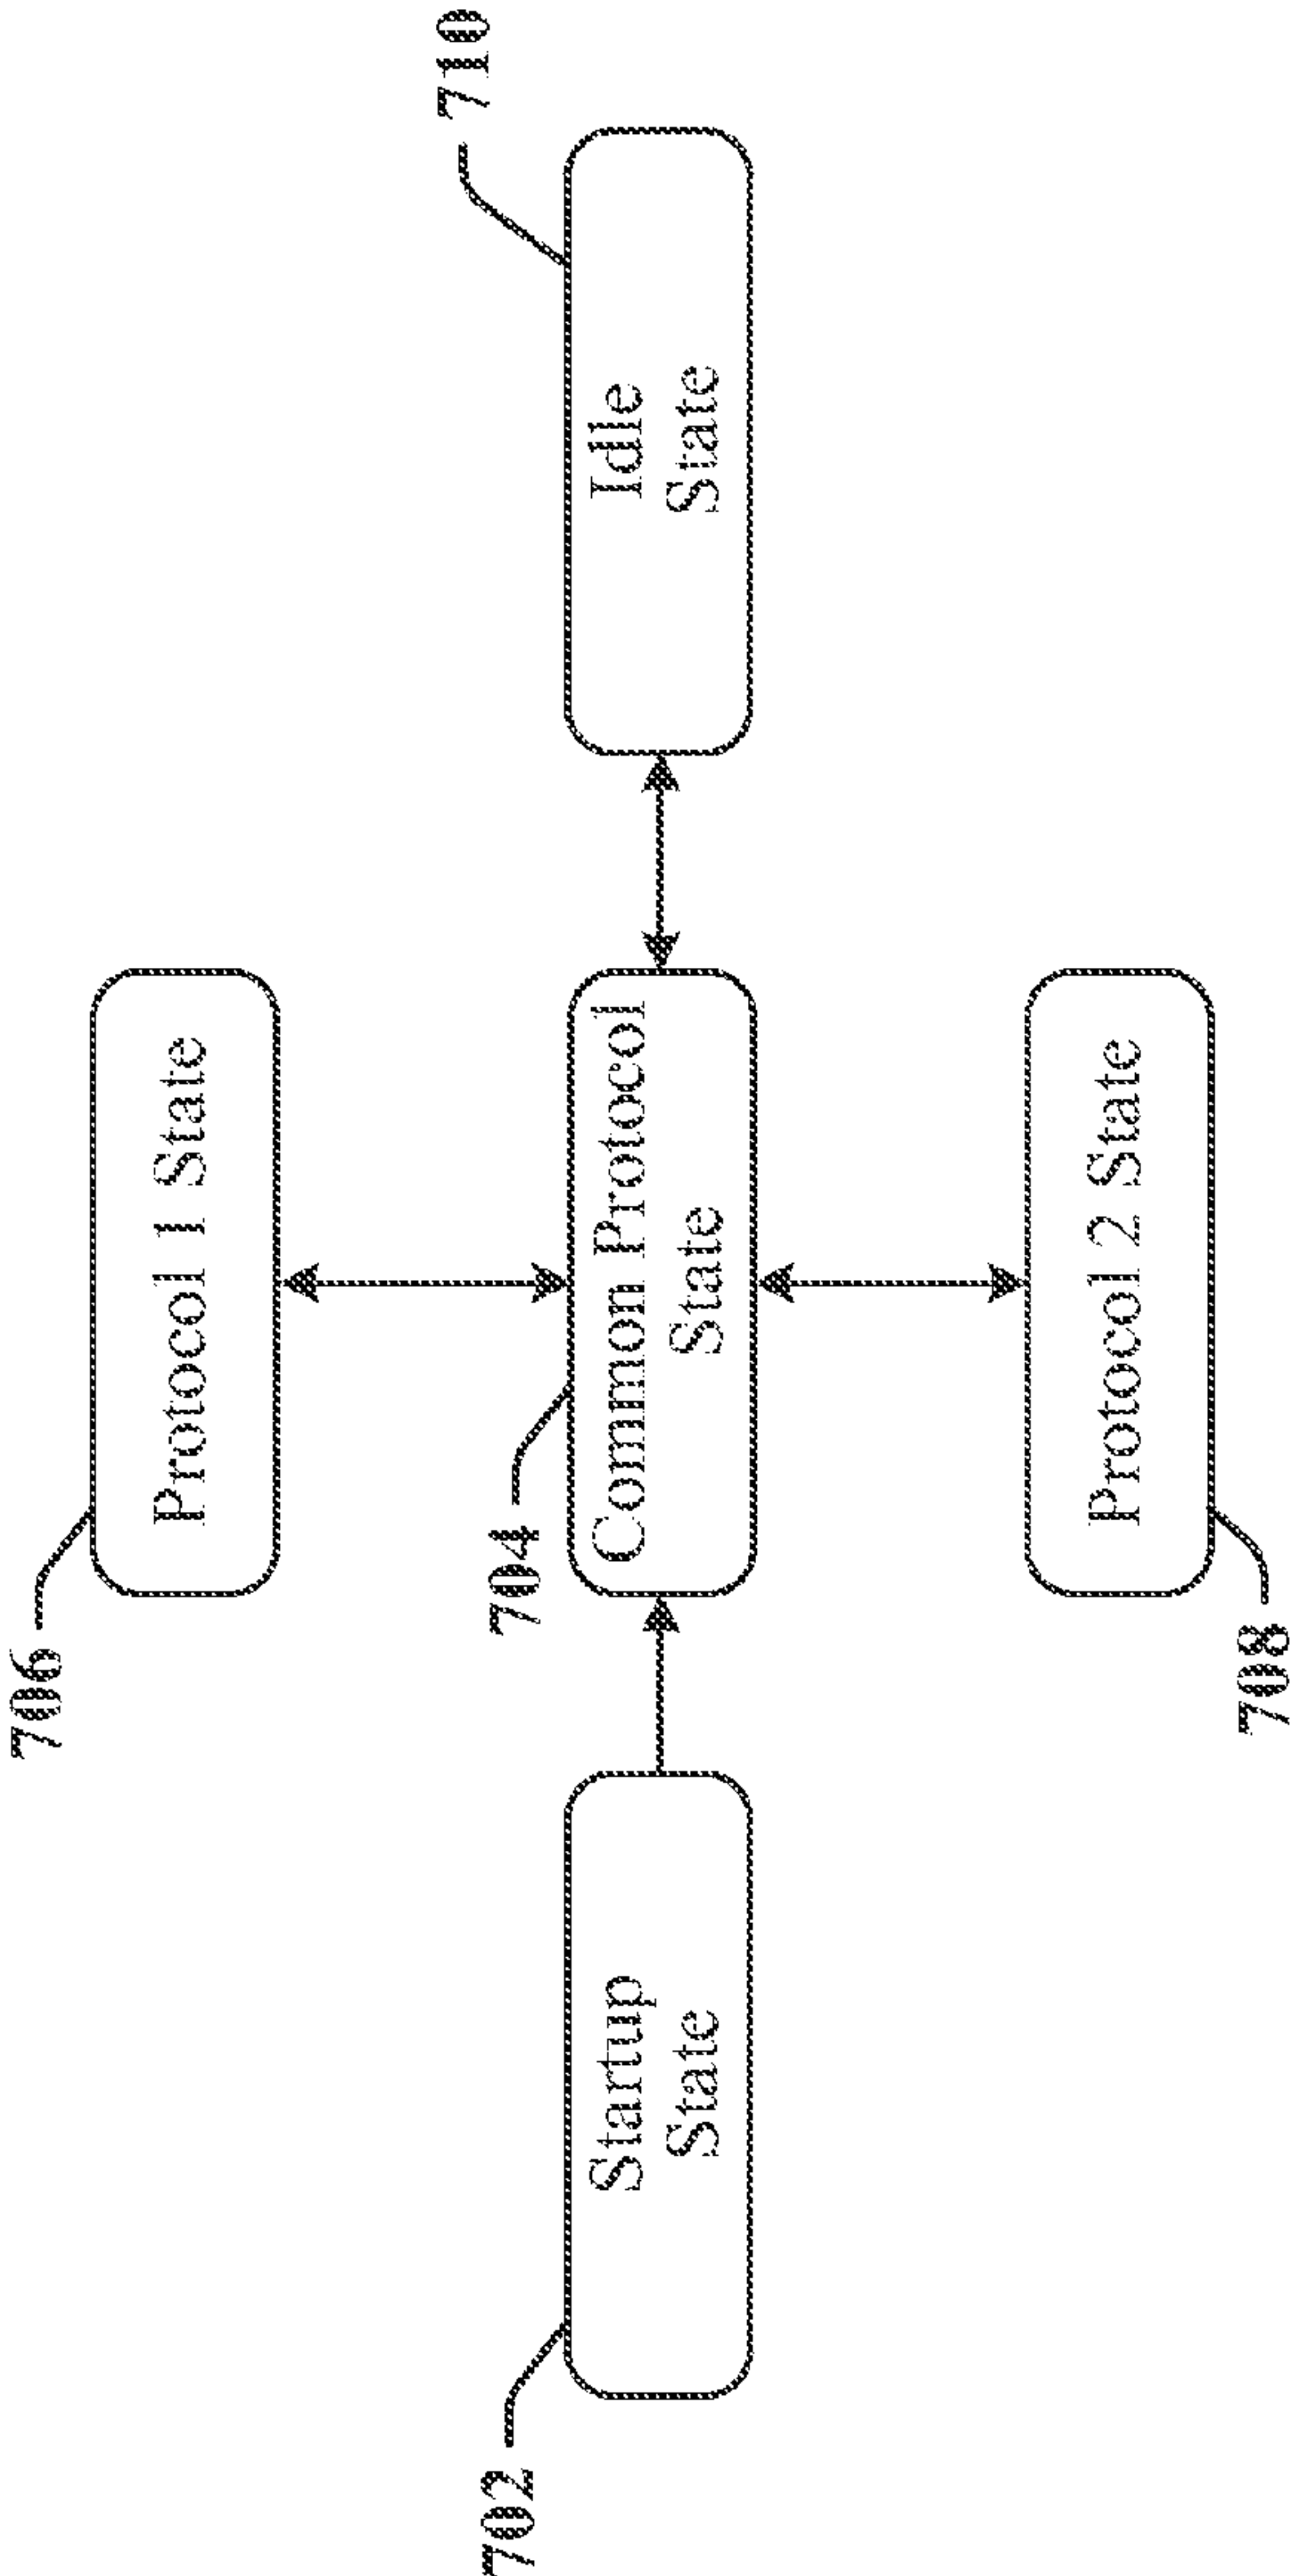 706
Protocol 1 State
710
702
Startup
State
704
Common Protocol
State
Idle
State
Protocol 2 State
708